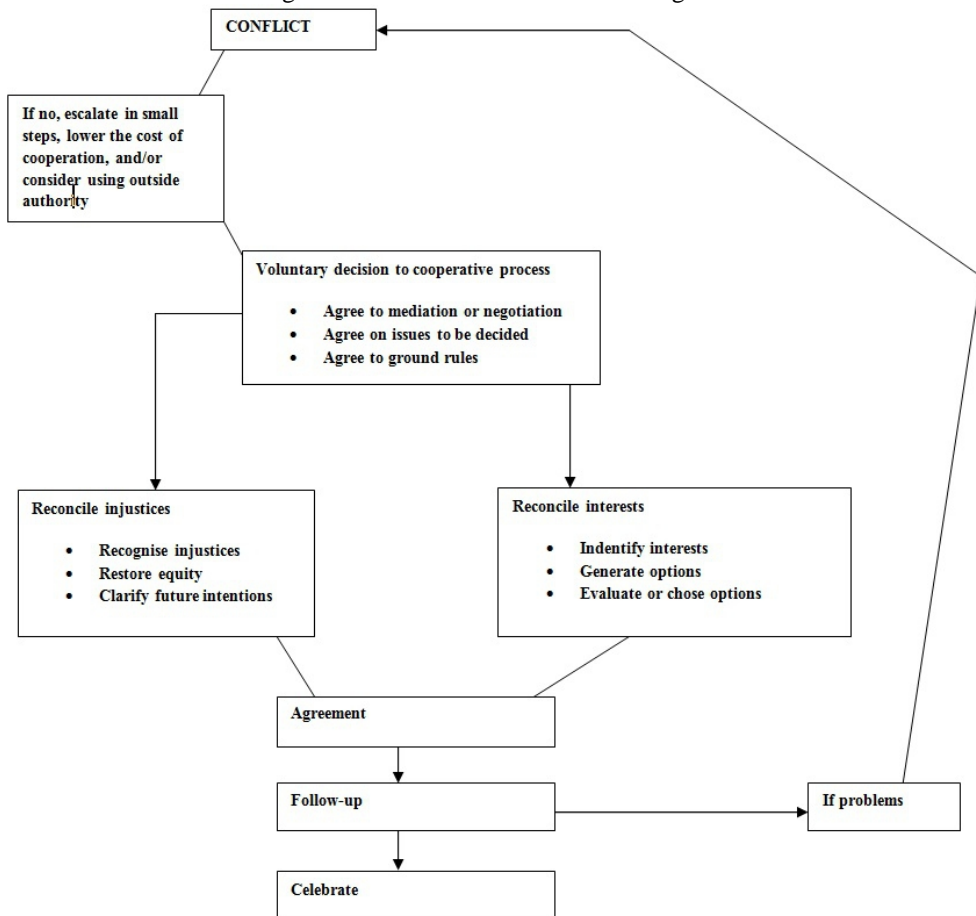 CONFLICT
If no, escalate in small
steps, lower the cost of
cooperation, and/or
consider using outside
authority
Voluntary decision to cooperative process
• Agree to mediation or negotiation
• Agree on issues to be decided
• Agree to ground rules
Reconcile injustices
• Recognise injustices
• Restore equity
• Clarify future intentions
Reconcile interests
• Indentify interests
• Generate options
• Evaluate or chose options
Agreement
Follow-up
If problems
Celebrate